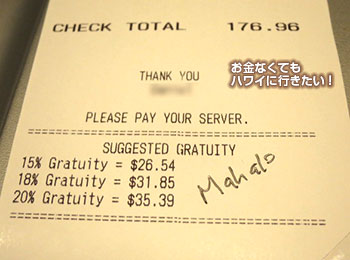 CHECK TOTAL 176.96
お金なくても
ハワイに行きたい!
THANK YOU
PLEASE PAY YOUR SERVER.
SUGGESTED GRATUITY
15% Gratuity = $26.54
18% Gratuity = $31.85
20% Gratuity = $35.39
Mahalo